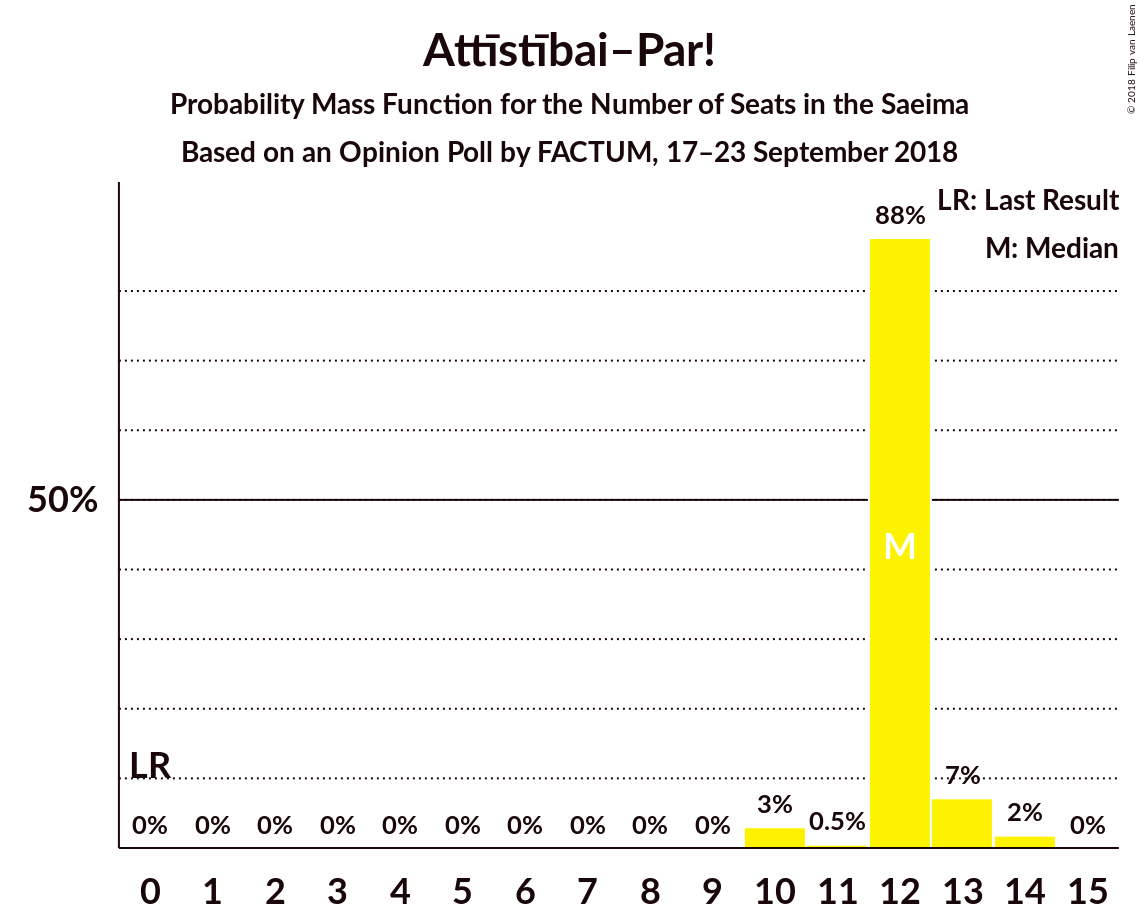 Attīstībai–Par!
Probability Mass Function for the Number of Seats in the Saeima
Based on an Opinion Poll by FACTUM, 17–23 September 2018
© 2018 Filip van Laenen
LR: Last Result
M: Median
88%
50%
M
LR
0% 0% 0% 0% 0% 0% 0% 0% 0% 0% 3% 0.5% 7% 2% 0%
0 1 2 3 4 5 6 7 8 9 10 11 12 13 14 15